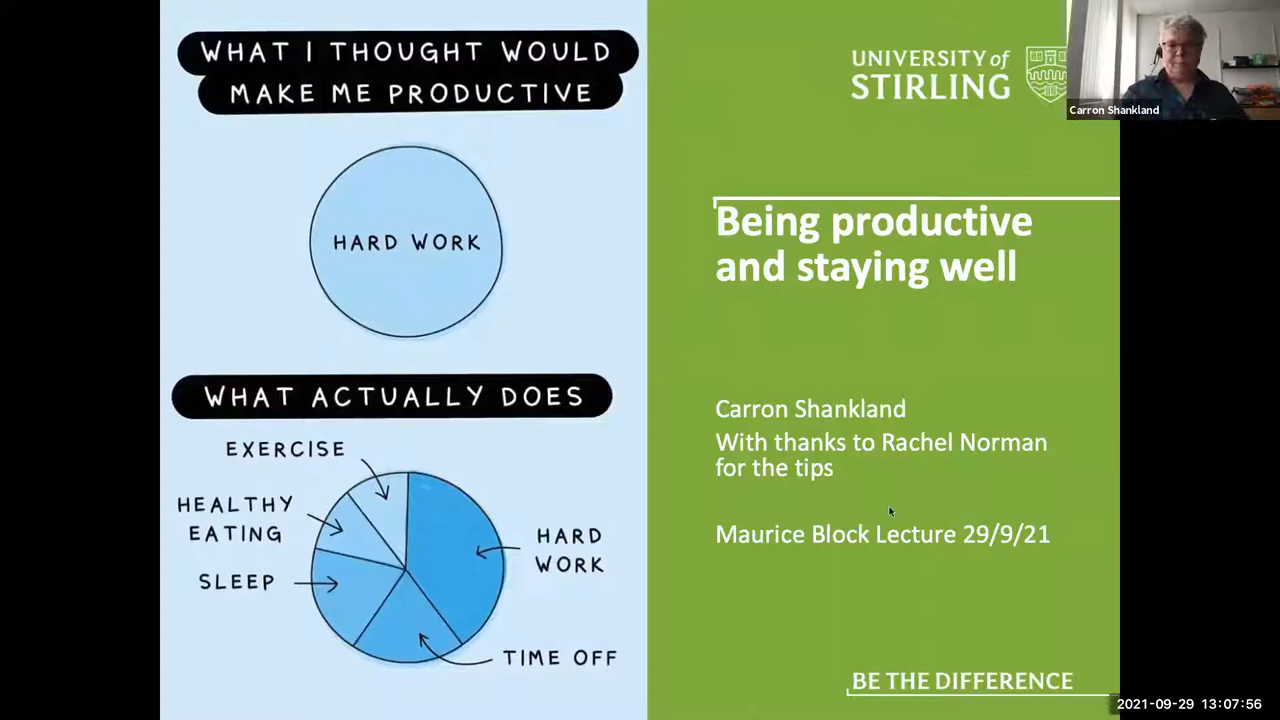 WHAT I THOUGHT WOULD
MAKE ME PRODUCTIVE
HARD WORK
WHAT ACTUALLY DOES
EXERCISE
HEALTHY
EATING
SLEEP
HARD
WORK
TIME OFF
UNIVERSITY of
STIRLING
Carron Shankland
Being productive
and staying well
Carron Shankland
With thanks to Rachel Norman
for the tips
Maurice Block Lecture 29/9/21
BE THE DIFFERENCE
2021-09-29 13:07:56